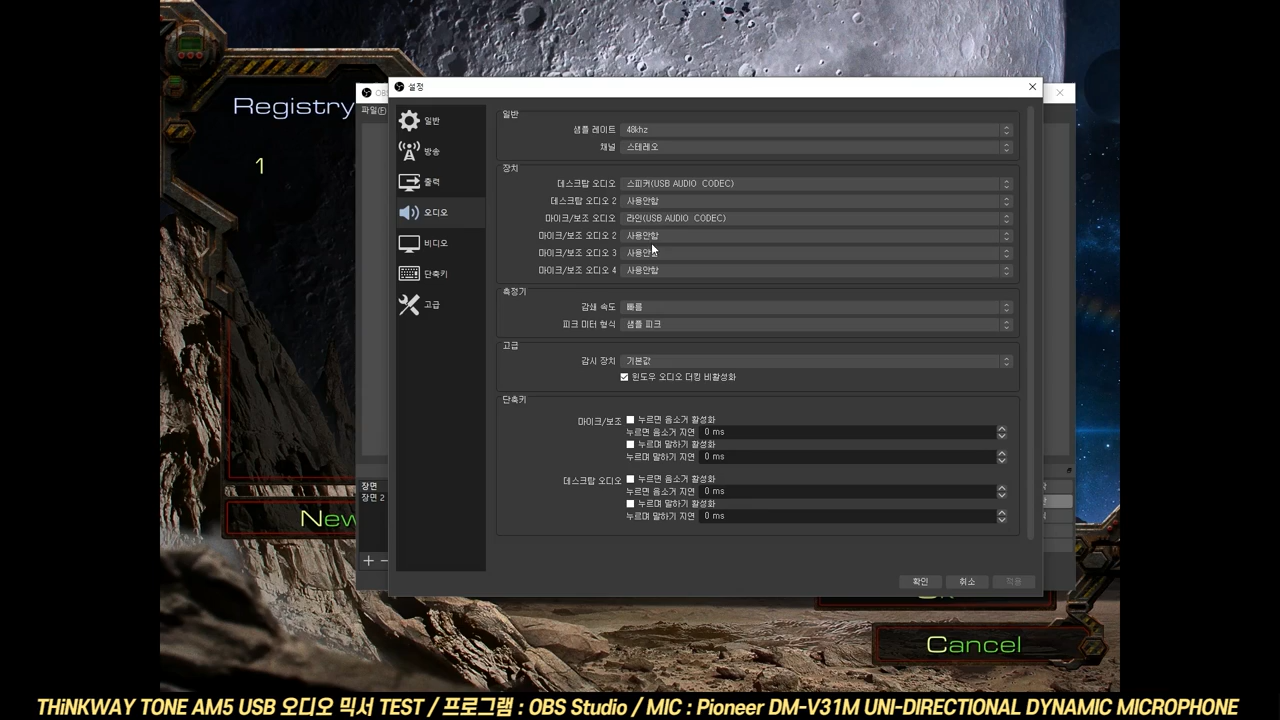 설정
OBS
파일(F)
Registry
1
일반
방송
출력
오디오
비디오
단축키
고급
일반
샘플 레이트 48khz
채널 스테레오
장치
데스크탑 오디오 스피커(USB AUDIO CODEC)
데스크탑 오디오 2 사용안함
마이크/보조 오디오 라인(USB AUDIO CODEC)
마이크/보조 오디오 2 사용안함
마이크/보조 오디오 3 사용안함
마이크/보조 오디오 4 사용안함
측정기
감쇄 속도 빠름
피크 미터 형식 샘플 피크
고급
감시 장치 기본값
윈도우 오디오 더킹 비활성화
단축키
마이크/보조 누르면 음소거 활성화
누르면 음소거 지연 0 ms
누르며 말하기 활성화
누르며 말하기 지연 0 ms
데스크탑 오디오 누르면 음소거 활성화
누르면 음소거 지연 0 ms
누르며 말하기 활성화
누르며 말하기 지연 0 ms
장면
장면 2
New
확인 취소 적용
Cancel
THiNKWAY TONE AM5 USB 오디오 믹서 TEST / 프로그램 : OBS Studio / MIC : Pioneer DM-V31M UNI-DIRECTIONAL DYNAMIC MICROPHONE